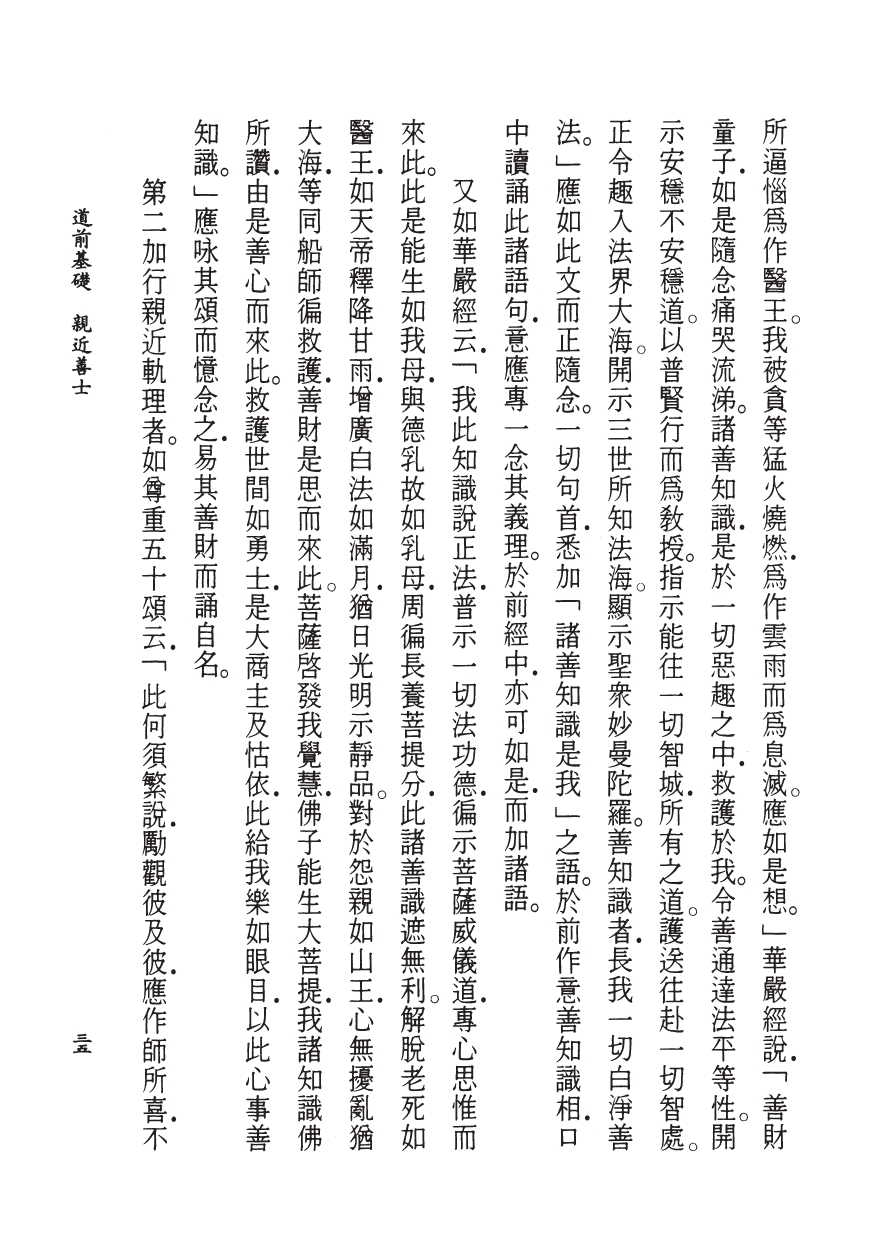 所逼惱爲作醫王。我被貪等猛火燒燃．爲作雲雨而爲息滅。應如是想。」華嚴經說．「善財
童子．如是隨念痛哭流涕。諸善知識．是於一切惡趣之中．救護於我。令善通達法平等性。開
示安穩不安穩道。以普賢行而爲教授。指示能往一切智城．所有之道。護送往赴一切智處。
正令趣入法界大海。開示三世所知法海。顯示聖衆妙曼陀羅。善知識者．長我一切白淨善
法。」應如此文而正隨念。一切句首．悉加「諸善知識是我」之語。於前作意善知識相．口
中讀誦此諸語句．意應專一念其義理。於前經中．亦可如是．而加諸語。
又如華嚴經云．「我此知識說正法．普示一切法功德．徧示菩薩威儀道．專心思惟而
來此。此是能生如我母．與德乳故如乳母．周徧長養菩提分．此諸善識遮無利。解脫老死如
醫王．如天帝釋降甘雨．增廣白法如滿月．猶日光明示靜品。對於怨親如山王．心無擾亂猶
大海．等同船師徧救護．善財是思而來此。菩薩啓發我覺慧．佛子能生大菩提．我諸知識佛
所讚．由是善心而來此。救護世間如勇士．是大商主及怙依．此給我樂如眼目．以此心事善
知識。」應咏其頌而憶念之．易其善財而誦自名。
第二加行親近軌理者。如尊重五十頌云．「此何須繁說．勵觀彼及彼．應作師所喜．不
道前基礎　親近善士
三五